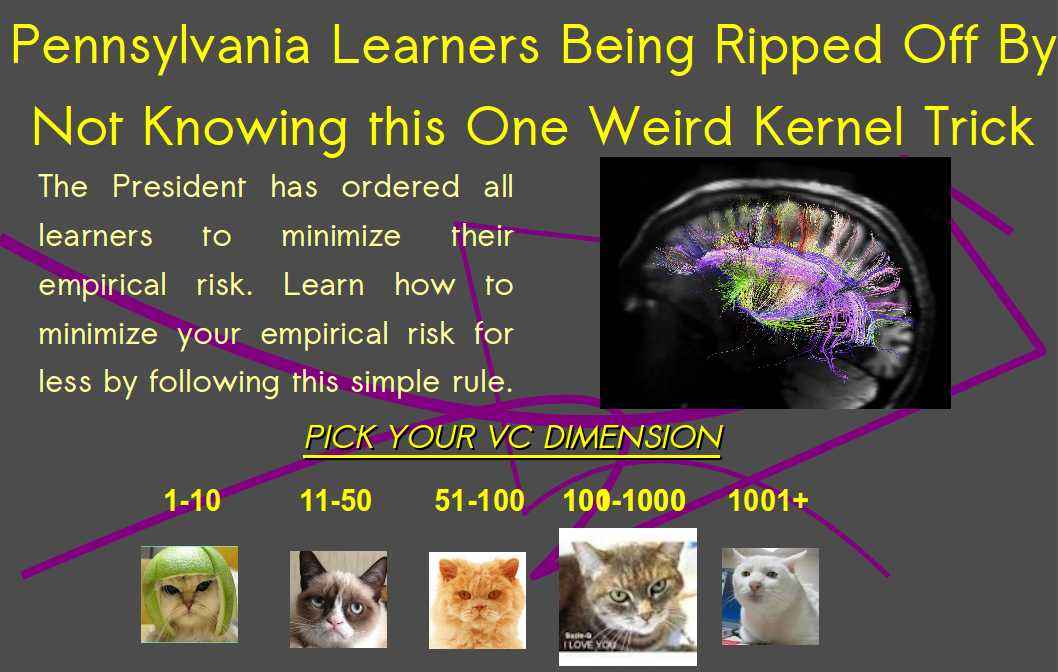 Pennsylvania Learners Being Ripped Off By
Not Knowing this One Weird Kernel Trick
The President has ordered all
learners to minimize their
empirical risk. Learn how to
minimize your empirical risk for
less by following this simple rule.
PICK YOUR VC DIMENSION
1-10 11-50 51-100 100-1000 1001+
Suzie-Q
I LOVE YOU